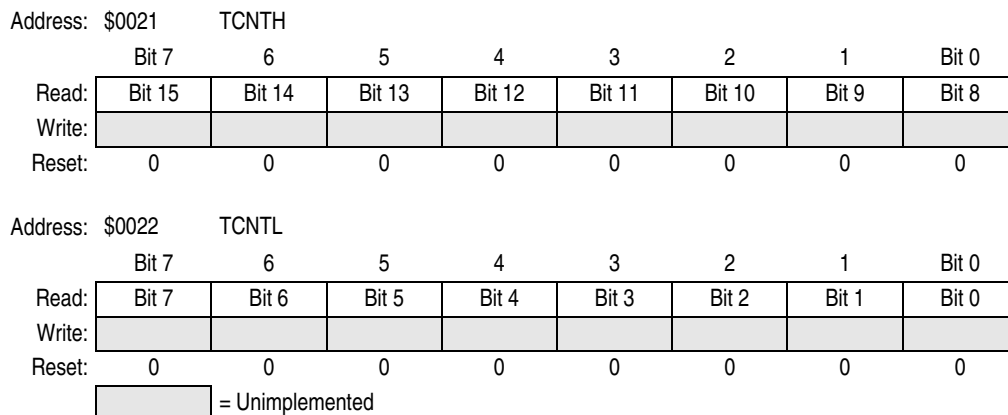 Address: $0021 TCNTH
Bit 7 6 5 4 3 2 1 Bit 0
Read: Bit 15 Bit 14 Bit 13 Bit 12 Bit 11 Bit 10 Bit 9 Bit 8
Write:
Reset: 0 0 0 0 0 0 0 0
Address: $0022 TCNTL
Bit 7 6 5 4 3 2 1 Bit 0
Read: Bit 7 Bit 6 Bit 5 Bit 4 Bit 3 Bit 2 Bit 1 Bit 0
Write:
Reset: 0 0 0 0 0 0 0 0
= Unimplemented